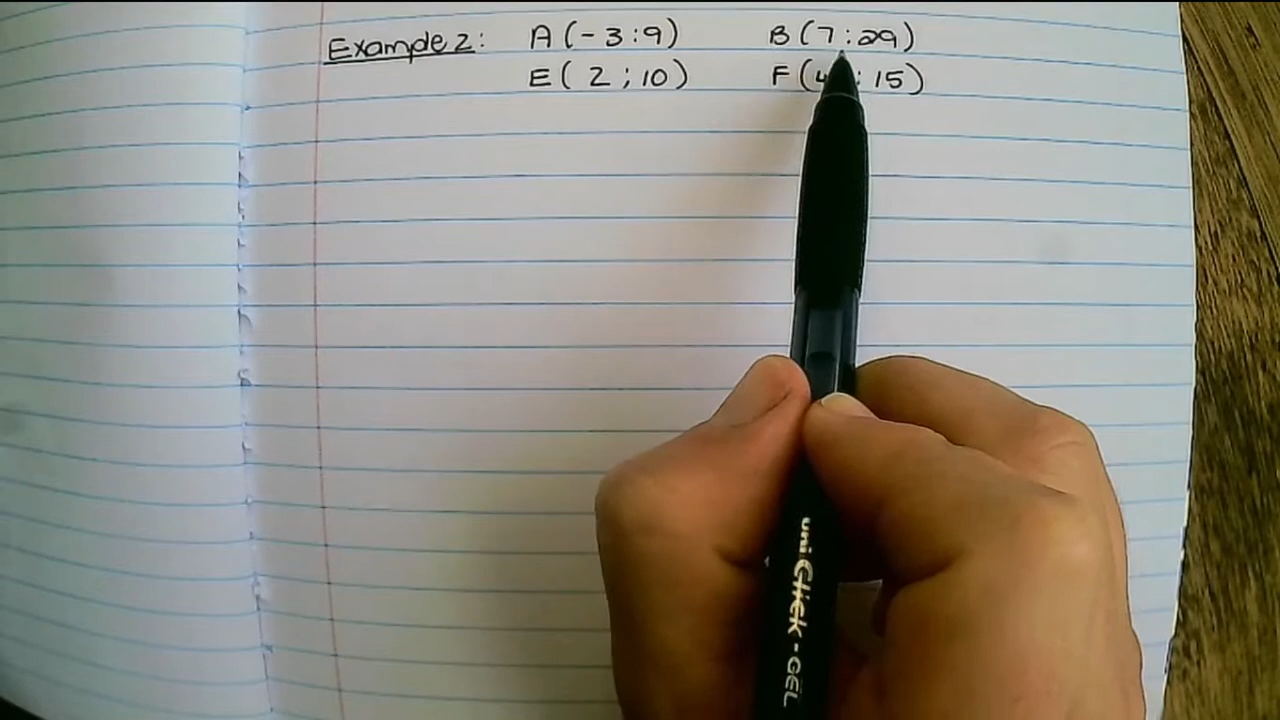 Example 2: A (-3:9) B (7:29)
E ( 2 ; 10 ) F (4 ; 15 )
uni Click - GEL